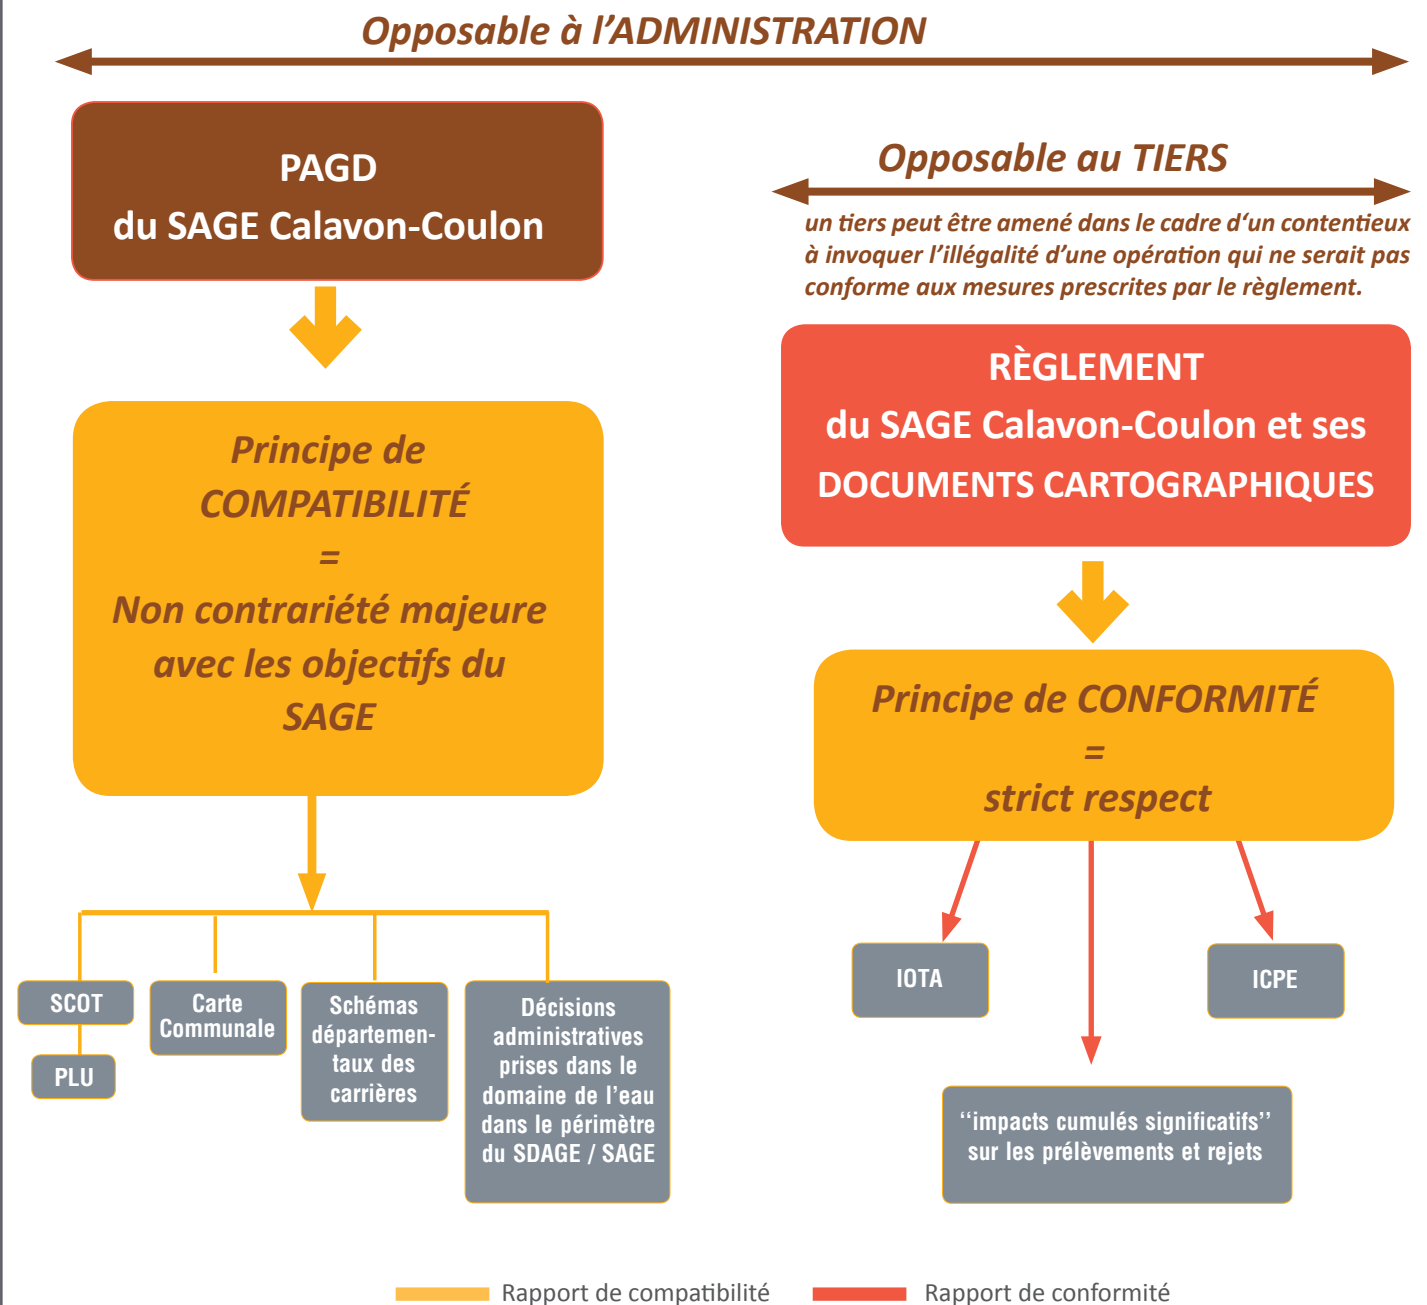 Opposable à l’ADMINISTRATION
PAGD
du SAGE Calavon-Coulon
Principe de
COMPATIBILITÉ
=
Non contrariété majeure
avec les objectifs du
SAGE
SCOT
PLU
Carte
Communale
Schémas
départemen-
taux des
carrières
Décisions
administratives
prises dans le
domaine de l’eau
dans le périmètre
du SDAGE / SAGE
Opposable au TIERS
un tiers peut être amené dans le cadre d‘un contentieux
à invoquer l’illégalité d’une opération qui ne serait pas
conforme aux mesures prescrites par le règlement.
RÈGLEMENT
du SAGE Calavon-Coulon et ses
DOCUMENTS CARTOGRAPHIQUES
Principe de CONFORMITÉ
=
strict respect
IOTA
ICPE
‘‘impacts cumulés significatifs’’
sur les prélèvements et rejets
Rapport de compatibilité
Rapport de conformité